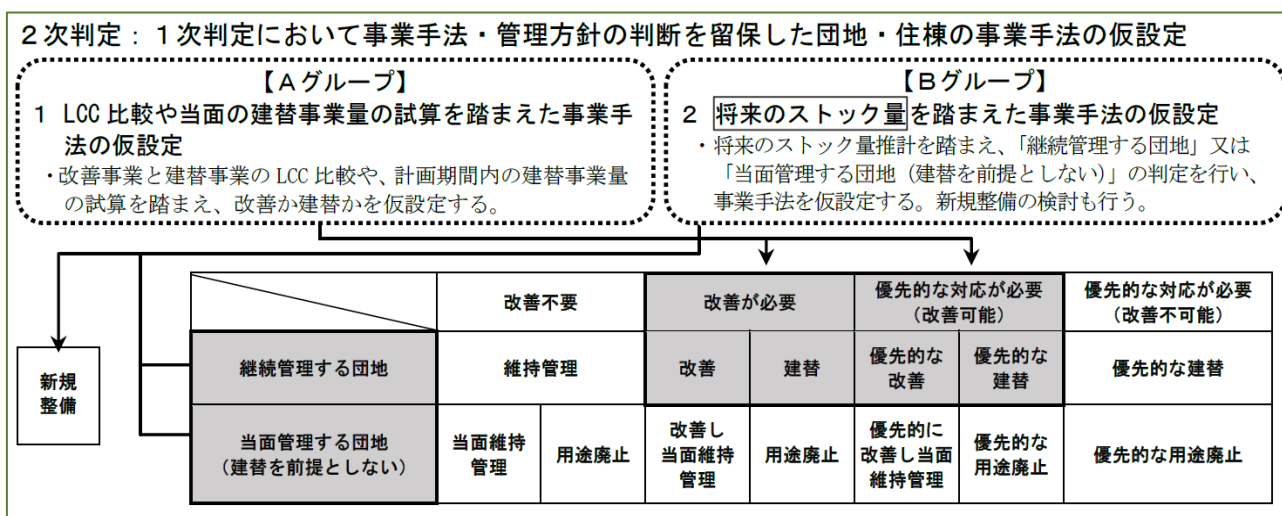 2次判定：1次判定において事業手法・管理方針の判断を留保した団地・住棟の事業手法の仮設定
【Aグループ】
1 LCC 比較や当面の建替事業量の試算を踏まえた事業手
法の仮設定
・改善事業と建替事業の LCC 比較や、計画期間内の建替事業量
の試算を踏まえ、改善か建替かを仮設定する。
【Bグループ】
2 将来のストック量を踏まえた事業手法の仮設定
・将来のストック量推計を踏まえ、「継続管理する団地」又は
「当面管理する団地（建替を前提としない）」の判定を行い、
事業手法を仮設定する。新規整備の検討も行う。
新規
整備
改善不要
改善が必要
優先的な対応が必要
（改善可能）
優先的な対応が必要
（改善不可能）
継続管理する団地
維持管理
改善
建替
優先的な
改善
優先的な
建替
優先的な建替
当面管理する団地
（建替を前提としない）
当面維持
管理
用途廃止
改善し
当面維持
管理
用途廃止
優先的に
改善し当面
維持管理
優先的な
用途廃止
優先的な用途廃止